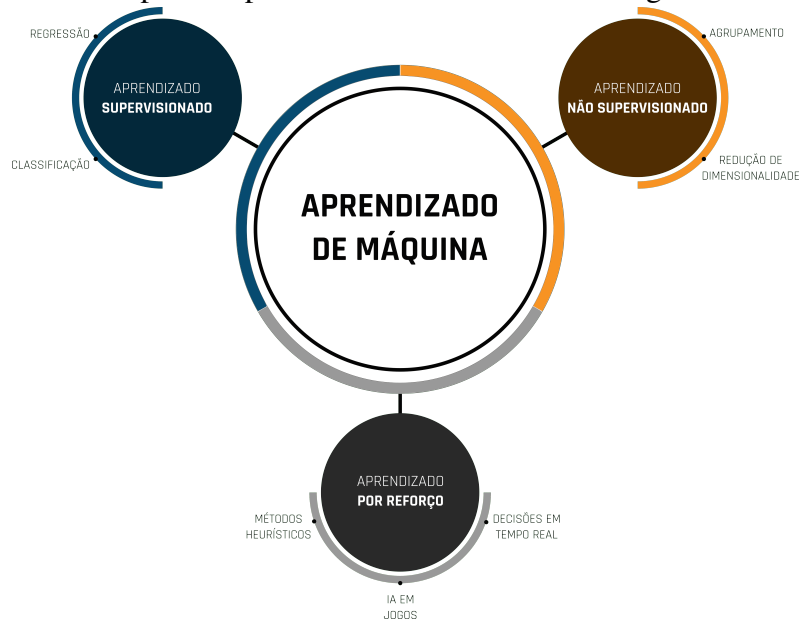 REGRESSÃO
CLASSIFICAÇÃO
APRENDIZADO
SUPERVISIONADO
APRENDIZADO
NÃO SUPERVISIONADO
AGRUPAMENTO
REDUÇÃO DE
DIMENSIONALIDADE
APRENDIZADO
DE MÁQUINA
APRENDIZADO
POR REFORÇO
MÉTODOS
HEURÍSTICOS
DECISÕES EM
TEMPO REAL
IA EM
JOGOS